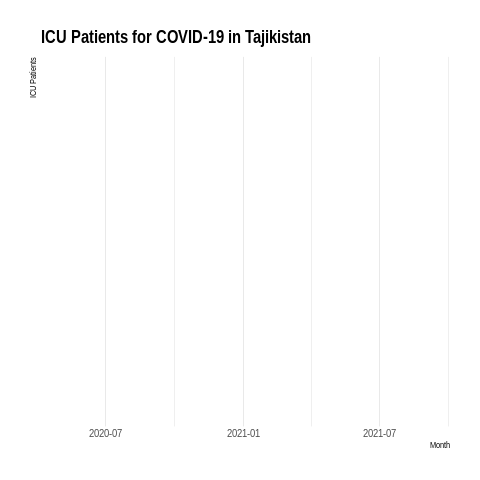 ICU Patients for COVID-19 in Tajikistan
ICU Patients
2020-07
2021-01
2021-07
Month